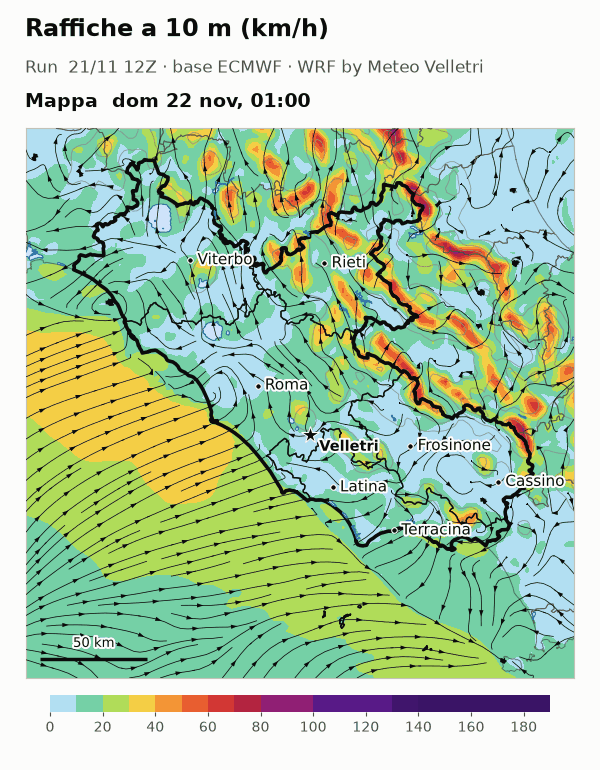 Raffiche a 10 m (km/h)
Run 21/11 12Z · base ECMWF · WRF by Meteo Velletri
Mappa dom 22 nov, 01:00
Viterbo
Rieti
Roma
Velletri
Frosinone
Cassino
Latina
Terracina
50 km
0 20 40 60 80 100 120 140 160 180